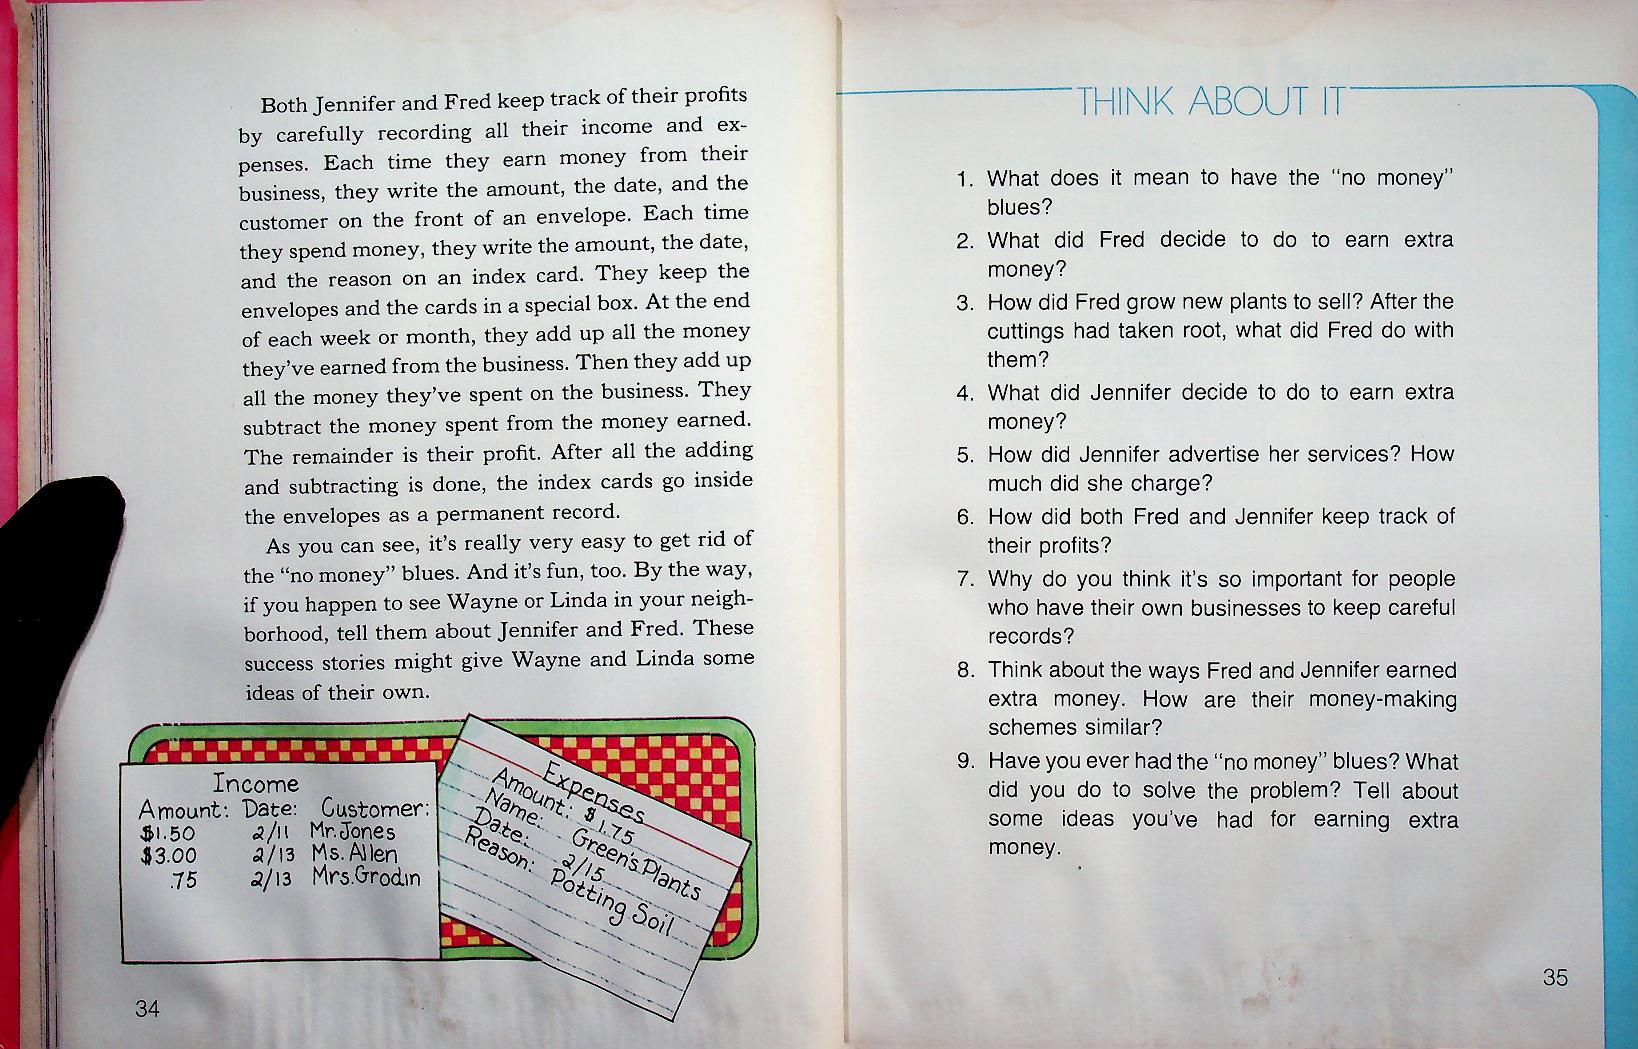 Both Jennifer and Fred keep track of their profits
by carefully recording all their income and ex-
penses. Each time they earn money from their
business, they write the amount, the date, and the
customer on the front of an envelope. Each time
they spend money, they write the amount, the date,
and the reason on an index card. They keep the
envelopes and the cards in a special box. At the end
of each week or month, they add up all the money
they've earned from the business. Then they add up
all the money they've spent on the business. They
subtract the money spent from the money earned.
The remainder is their profit. After all the adding
and subtracting is done, the index cards go inside
the envelopes as a permanent record.
As you can see, it's really very easy to get rid of
the “no money” blues. And it's fun, too. By the way,
if you happen to see Wayne or Linda in your neigh-
borhood, tell them about Jennifer and Fred. These
success stories might give Wayne and Linda some
ideas of their own.
Income
Amount: Date: Customer:
$1.50 2/11 Mr. Jones
$3.00 2/13 Ms. Allen
.75 2/13 Mrs. Grodin
Expenses
Amount: $1.75
Name: Green's Plants
Date: 2/15
Reason: Potting Soil
34
THINK ABOUT IT
1. What does it mean to have the “no money”
blues?
2. What did Fred decide to do to earn extra
money?
3. How did Fred grow new plants to sell? After the
cuttings had taken root, what did Fred do with
them?
4. What did Jennifer decide to do to earn extra
money?
5. How did Jennifer advertise her services? How
much did she charge?
6. How did both Fred and Jennifer keep track of
their profits?
7. Why do you think it's so important for people
who have their own businesses to keep careful
records?
8. Think about the ways Fred and Jennifer earned
extra money. How are their money-making
schemes similar?
9. Have you ever had the “no money” blues? What
did you do to solve the problem? Tell about
some ideas you've had for earning extra
money.
35